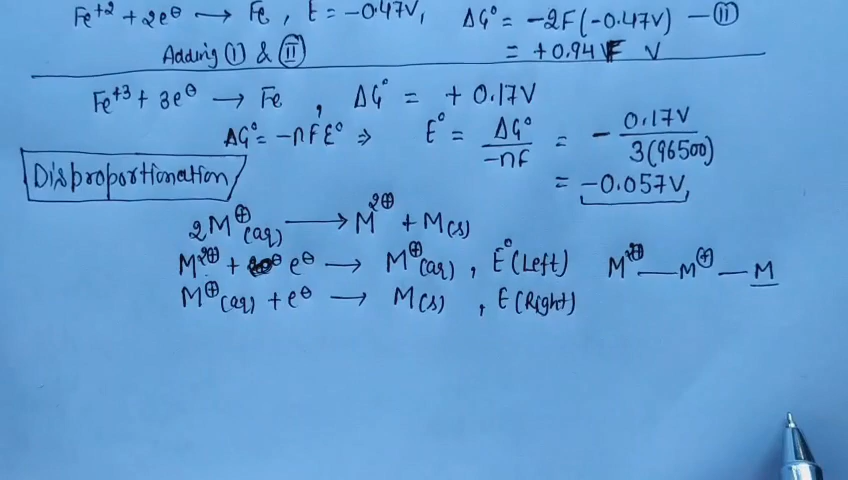 Fe⁺² + 2e⊖ ⟶ Fe, E = -0.47V, ΔG° = -2F(-0.47V) — II
Adding I & II = +0.94 F V
Fe⁺³ + 3e⊖ ⟶ Fe, ΔG° = +0.17V
ΔG° = -nFE° ⇒ E° = ΔG°/-nF = - 0.17V/3(96500)
= -0.057V,
Disproportionation
2M⊕(aq) ⟶ M²⊕ + M(s)
M²⊕ + e⊖ ⟶ M⊕(aq), E°(Left) M²⊕ — M⊕ — M
M⊕(aq) + e⊖ ⟶ M(s), E(Right)